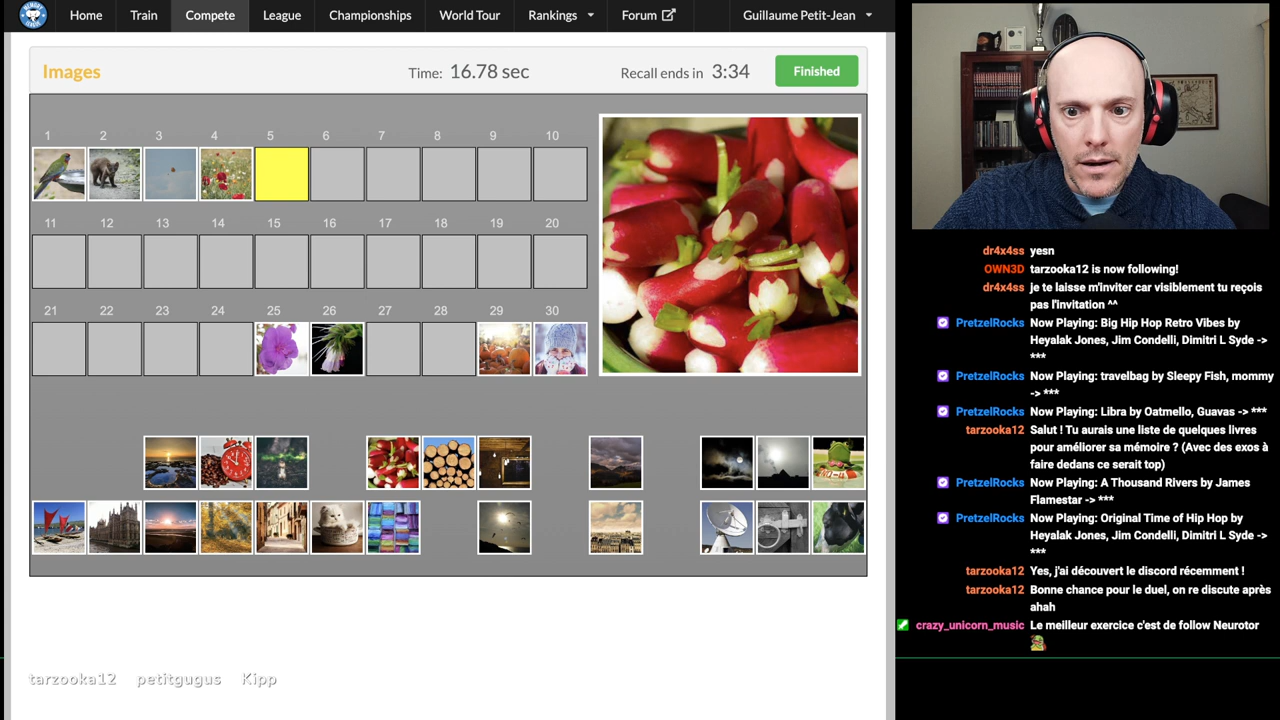 Home Train Compete League Championships World Tour Rankings Forum Guillaume Petit-Jean
Images Time: 16.78 sec Recall ends in 3:34 Finished
1 2 3 4 5 6 7 8 9 10
11 12 13 14 15 16 17 18 19 20
21 22 23 24 25 26 27 28 29 30
tarzooka12 petitgugus Kipp
dr4x4ss yesn
OWN3D tarzooka12 is now following!
dr4x4ss je te laisse m'inviter car visiblement tu reçois
pas l'invitation ^^
PretzelRocks Now Playing: Big Hip Hop Retro Vibes by
Heyalak Jones, Jim Condelli, Dimitri L Syde ->
***
PretzelRocks Now Playing: travelbag by Sleepy Fish, mommy
-> ***
PretzelRocks Now Playing: Libra by Oatmello, Guavas -> ***
tarzooka12 Salut ! Tu aurais une liste de quelques livres
pour améliorer sa mémoire ? (Avec des exos à
faire dedans ce serait top)
PretzelRocks Now Playing: A Thousand Rivers by James
Flamestar -> ***
PretzelRocks Now Playing: Original Time of Hip Hop by
Heyalak Jones, Jim Condelli, Dimitri L Syde ->
***
tarzooka12 Yes, j'ai découvert le discord récemment !
tarzooka12 Bonne chance pour le duel, on re discute après
ahah
crazy_unicorn_music Le meilleur exercice c'est de follow Neurotor